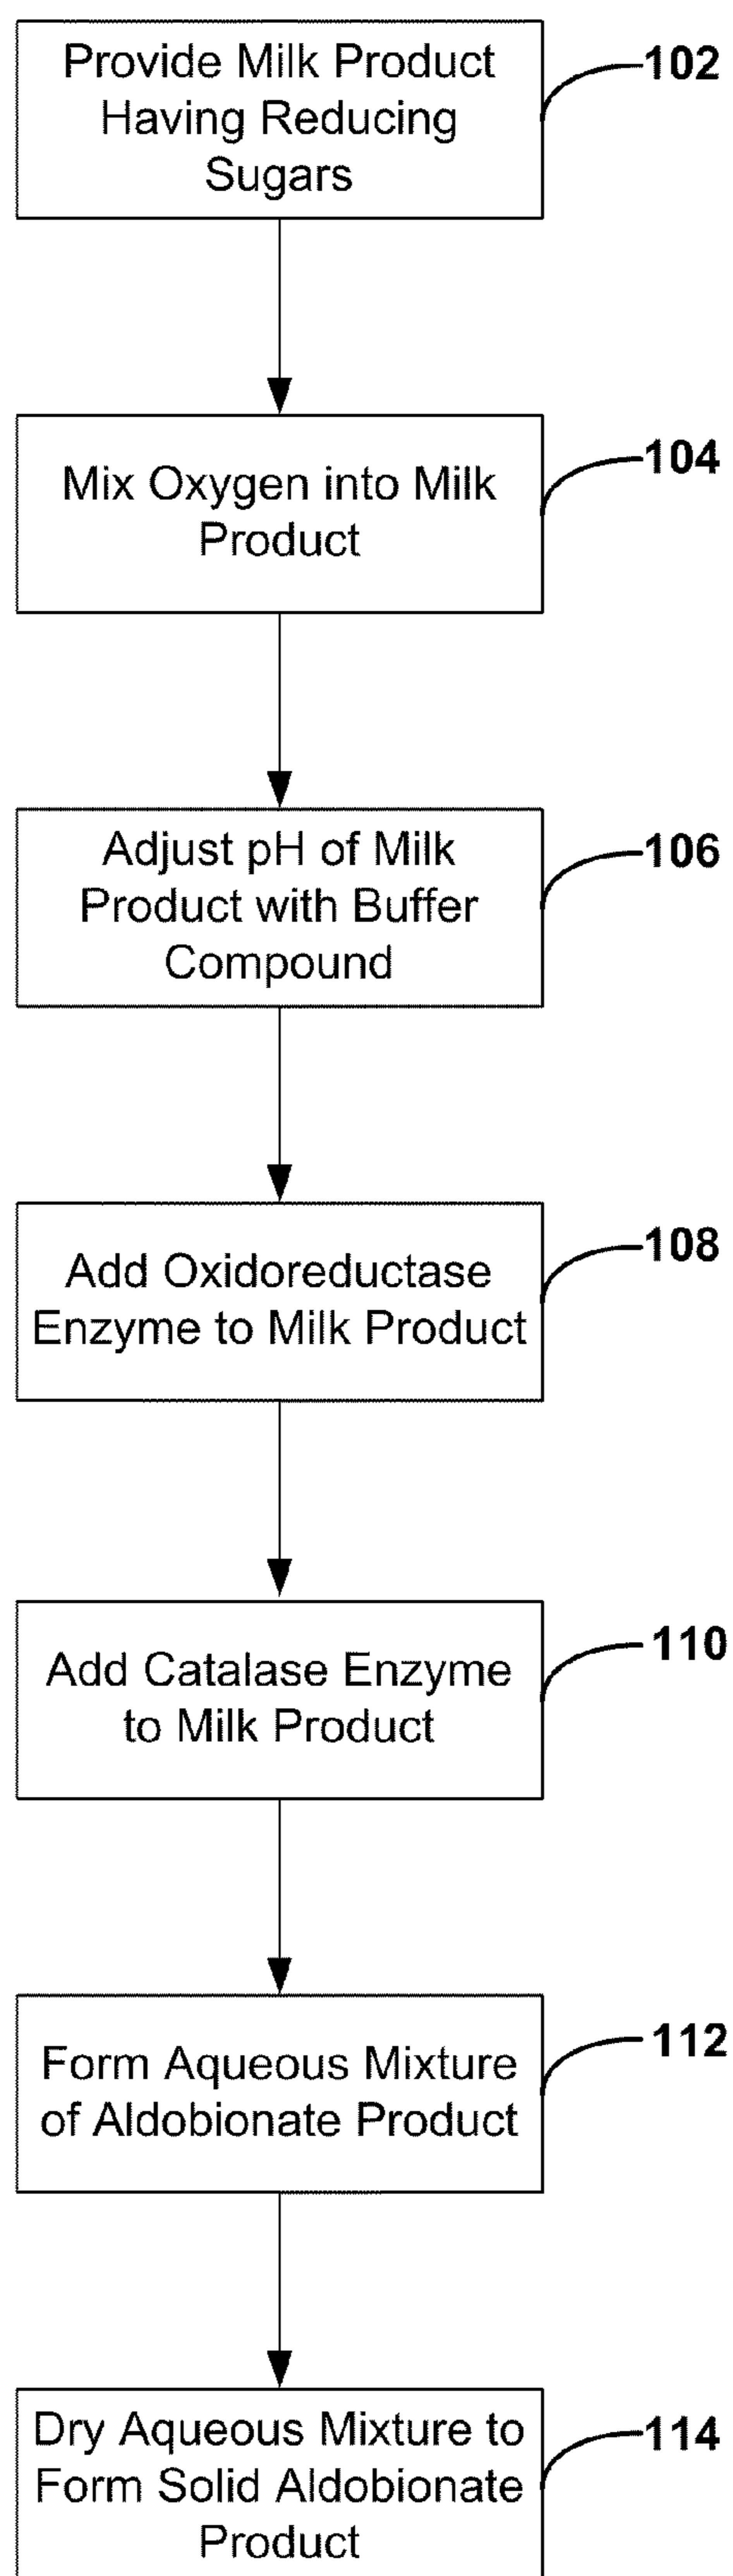 Provide Milk Product
Having Reducing
Sugars
102
Mix Oxygen into Milk
Product
104
Adjust pH of Milk
Product with Buffer
Compound
106
Add Oxidoreductase
Enzyme to Milk Product
108
Add Catalase Enzyme
to Milk Product
110
Form Aqueous Mixture
of Aldobionate Product
112
Dry Aqueous Mixture to
Form Solid Aldobionate
Product
114